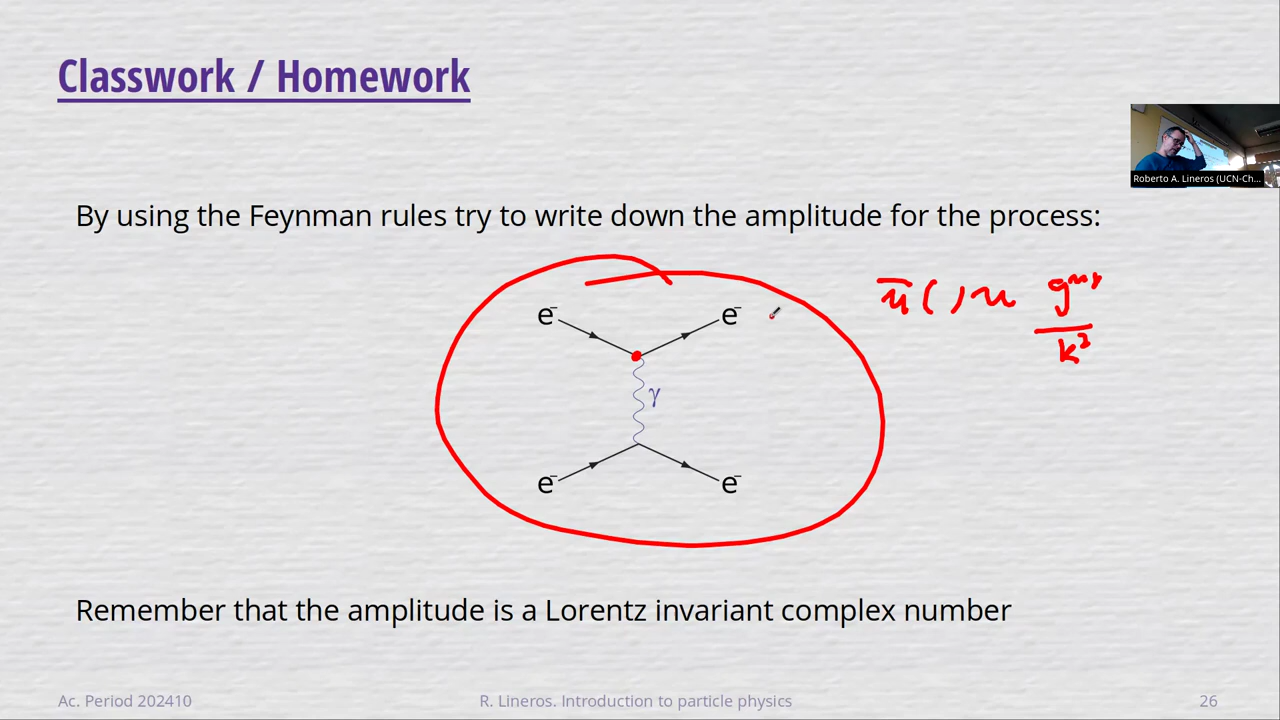 Classwork / Homework
Roberto A. Lineros (UCN-Ch...
By using the Feynman rules try to write down the amplitude for the process:
e⁻ e⁻
γ
e⁻ e⁻
ū ( ) u g^μν / k²
Remember that the amplitude is a Lorentz invariant complex number
Ac. Period 202410 R. Lineros. Introduction to particle physics 26